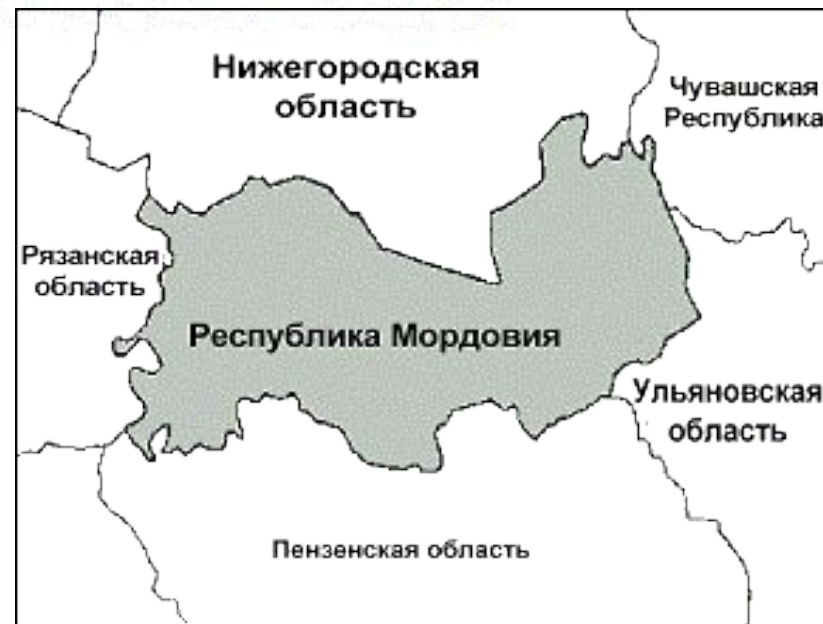 Нижегородская
область
Чувашская
Республика
Рязанская
область
Республика Мордовия
Ульяновская
область
Пензенская область